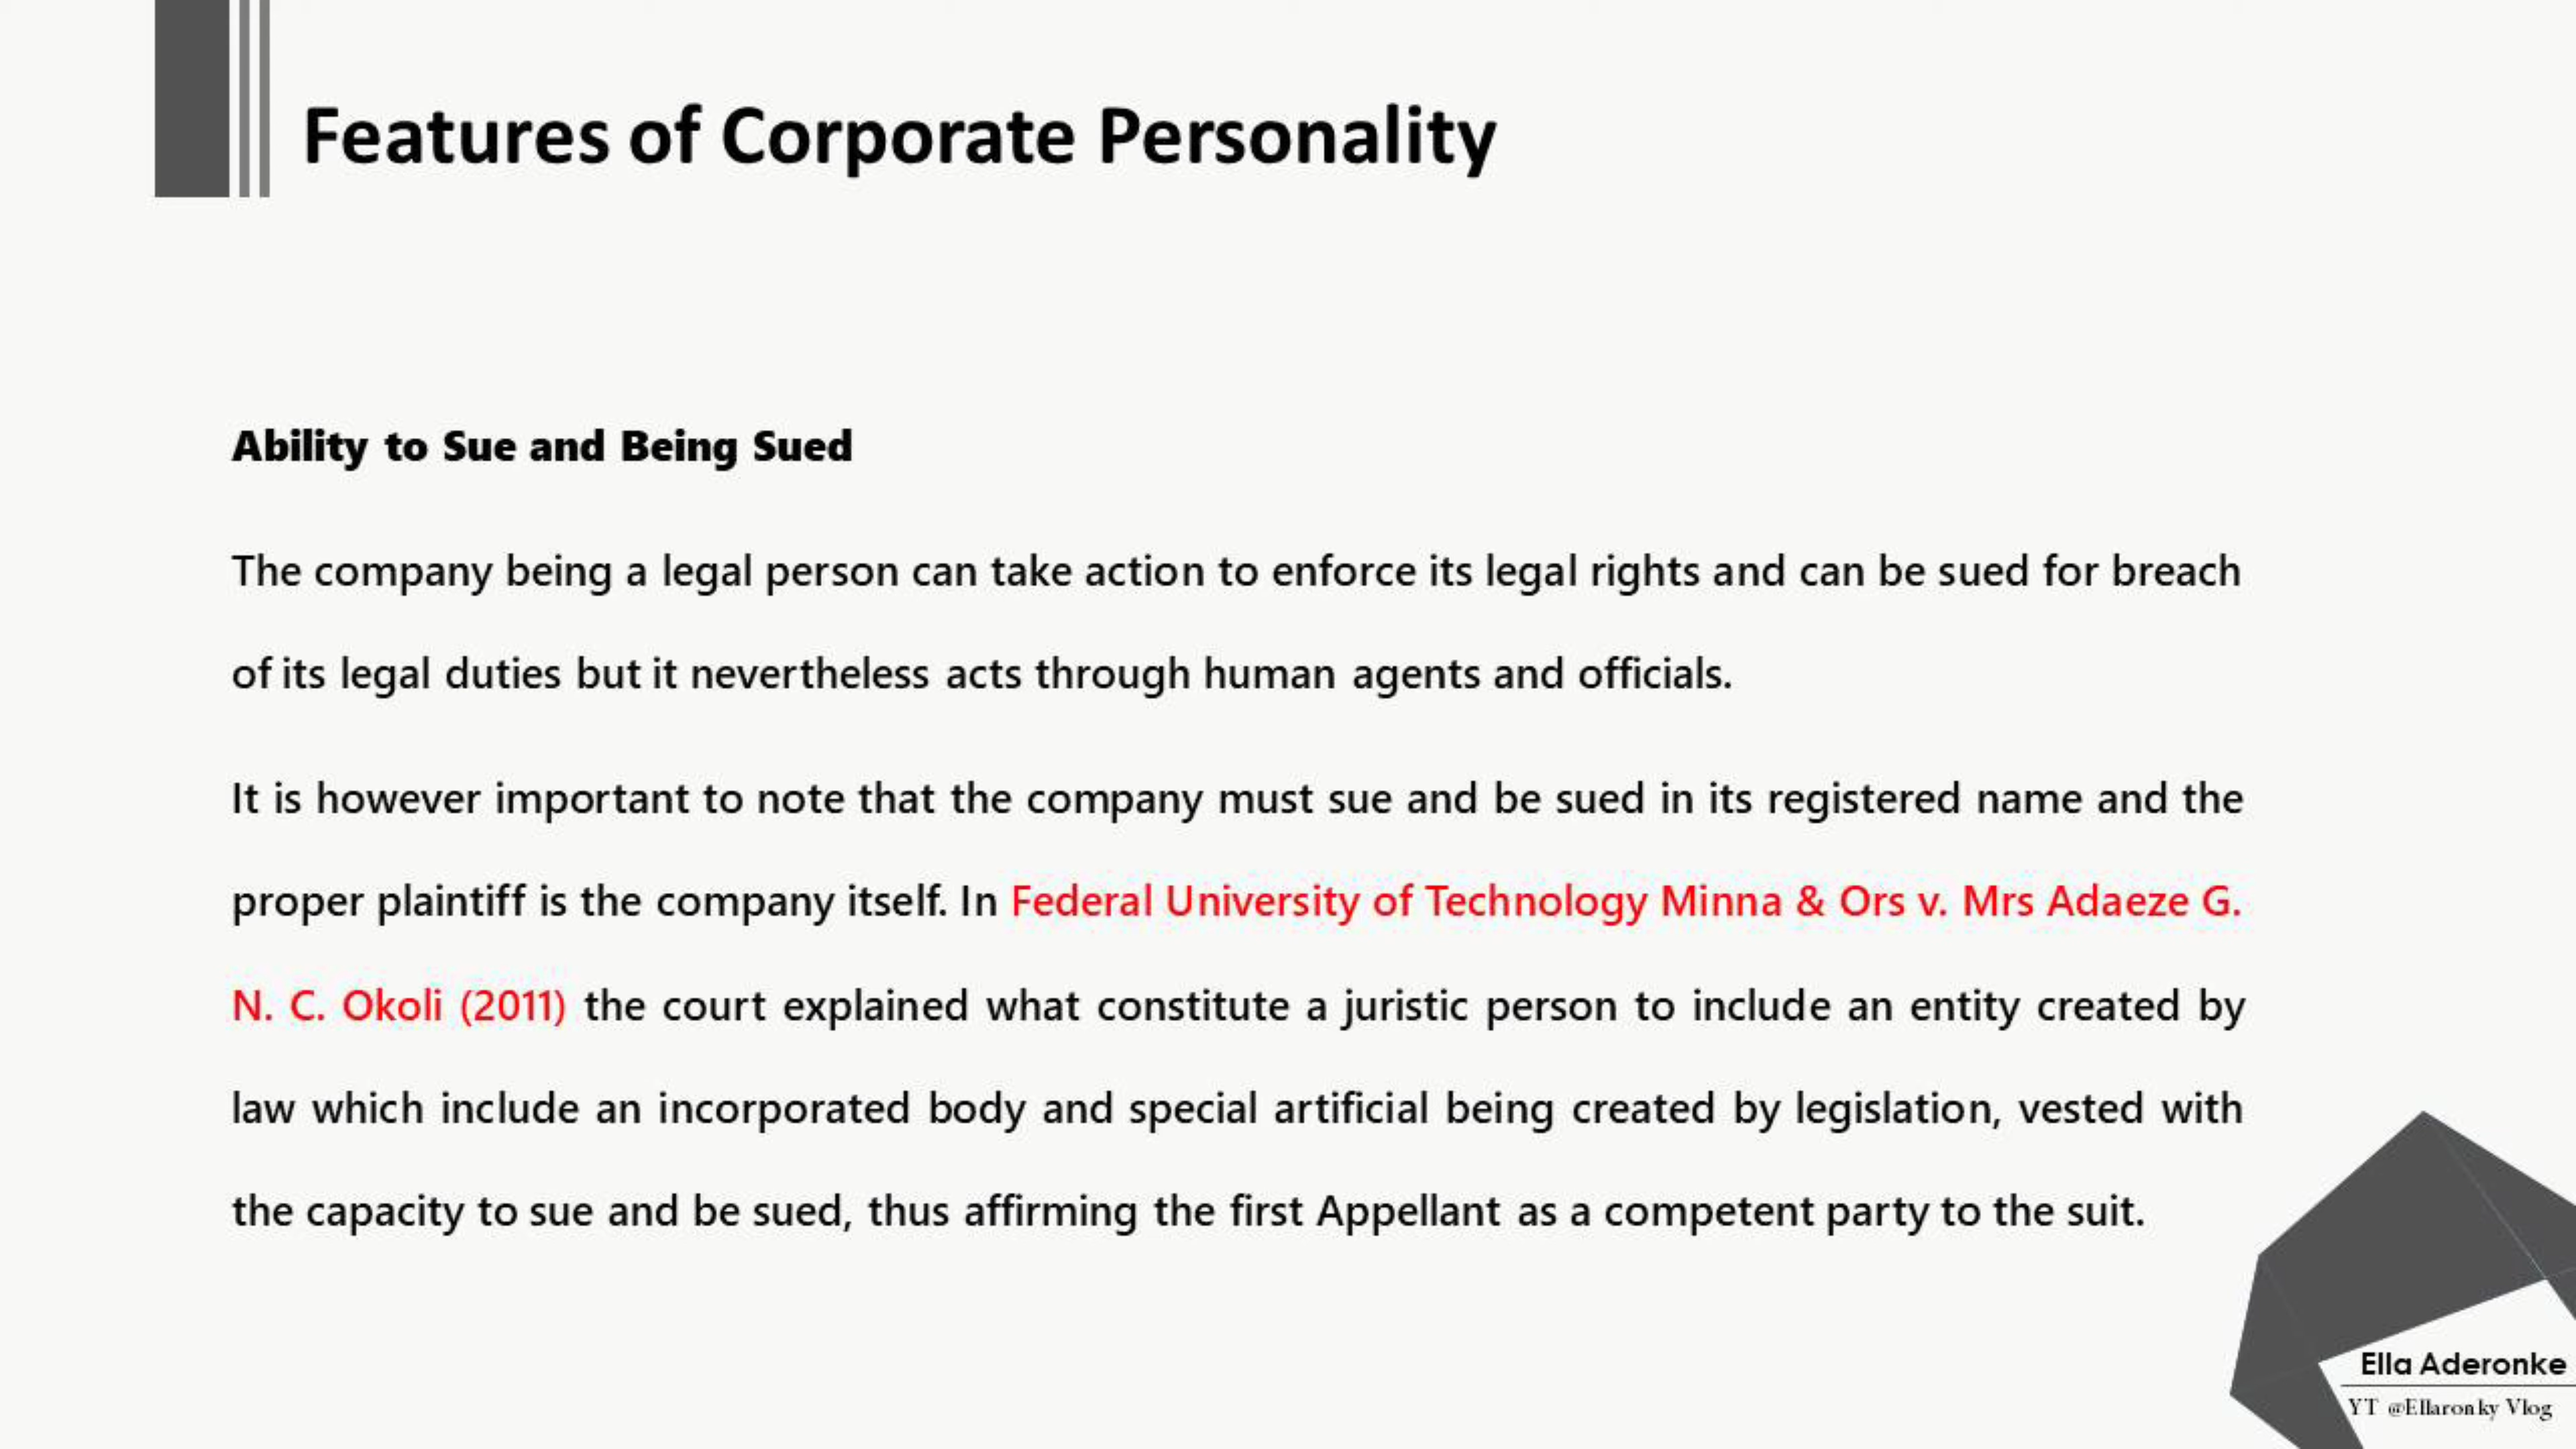 Features of Corporate Personality
Ability to Sue and Being Sued
The company being a legal person can take action to enforce its legal rights and can be sued for breach
of its legal duties but it nevertheless acts through human agents and officials.
It is however important to note that the company must sue and be sued in its registered name and the
proper plaintiff is the company itself. In Federal University of Technology Minna & Ors v. Mrs Adaeze G.
N. C. Okoli (2011) the court explained what constitute a juristic person to include an entity created by
law which include an incorporated body and special artificial being created by legislation, vested with
the capacity to sue and be sued, thus affirming the first Appellant as a competent party to the suit.
Ella Aderonke
YT @Ellaronky Vlog